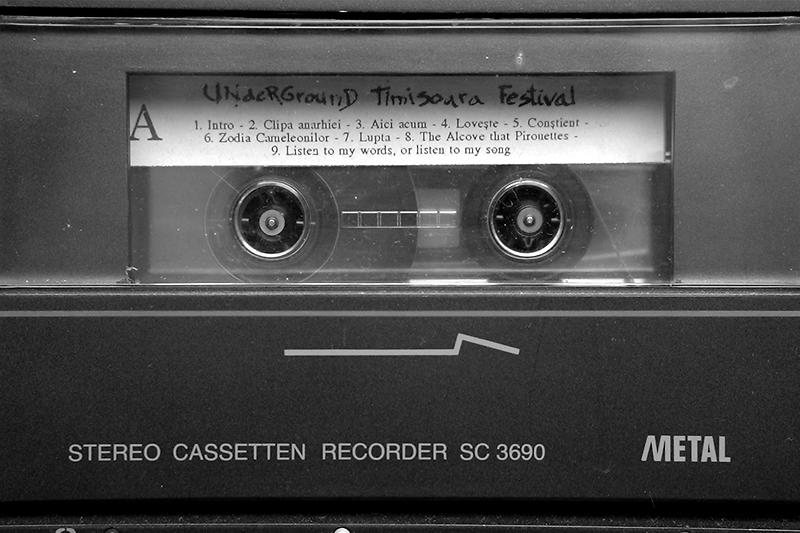 UNdeRGrounD Timisoara Festival
A
1. Intro - 2. Clipa anarhiei - 3. Aici acum - 4. Lovește - 5. Conștient -
6. Zodia Cameleonilor - 7. Lupta - 8. The Alcove that Pirouettes -
9. Listen to my words, or listen to my song
STEREO CASSETTEN RECORDER SC 3690
METAL